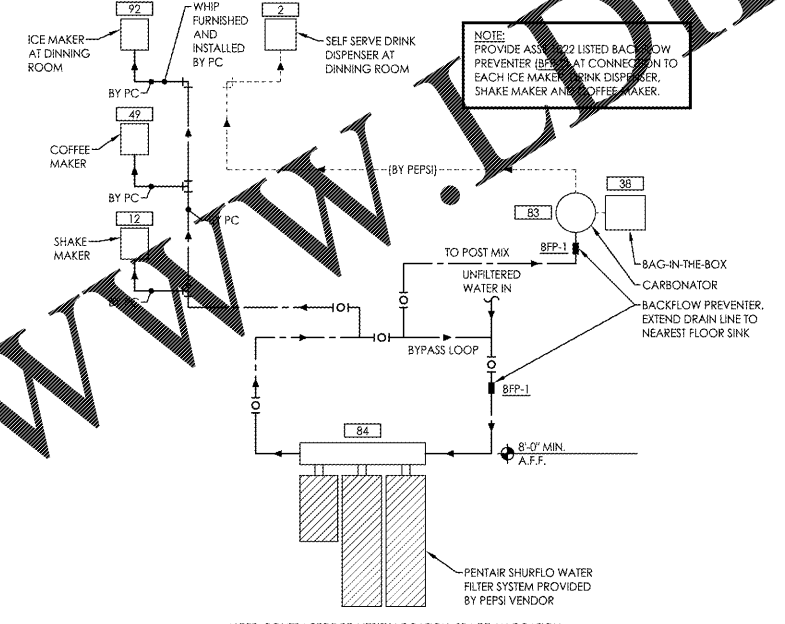 92
ICE MAKER
AT DINNING
ROOM
WHIP
FURNISHED
AND
INSTALLED
BY PC
2
SELF SERVE DRINK
DISPENSER AT
DINNING ROOM
NOTE:
PROVIDE ASSE 1022 LISTED BACKFLOW
PREVENTER (BFP-2) AT CONNECTION TO
EACH ICE MAKER, DRINK DISPENSER,
SHAKE MAKER AND COFFEE MAKER.
BY PC
49
COFFEE
MAKER
BY PC
(BY PEPSI)
12
SHAKE
MAKER
BY PC
BY PC
83
38
BFP-1
TO POST MIX
UNFILTERED
WATER IN
BAG-IN-THE-BOX
CARBONATOR
BACKFLOW PREVENTER.
EXTEND DRAIN LINE TO
NEAREST FLOOR SINK
BYPASS LOOP
BFP-1
84
8'-0" MIN.
A.F.F.
PENTAIR SHURFLO WATER
FILTER SYSTEM PROVIDED
BY PEPSI VENDOR